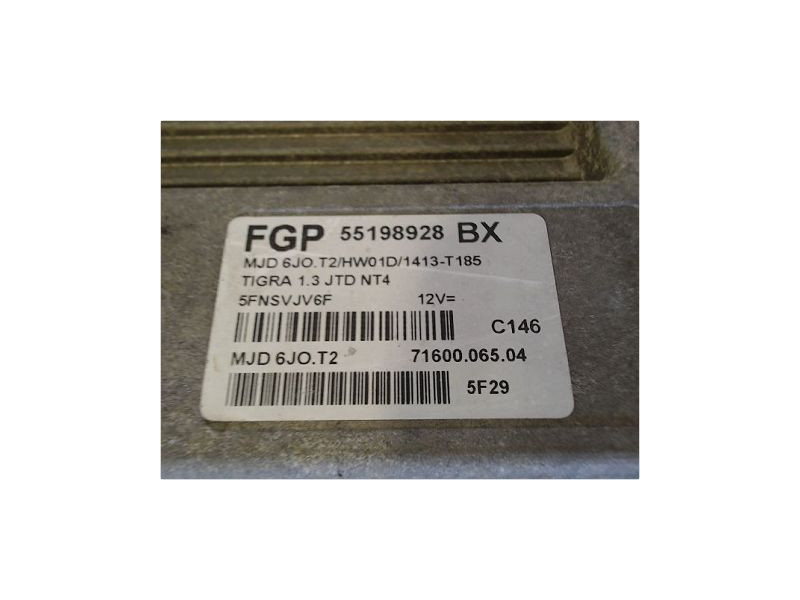 FGP 55198928 BX
MJD 6JO.T2/HW01D/1413-T185
TIGRA 1.3 JTD NT4
5FNSVJV6F 12V=
C146
MJD 6JO.T2 71600.065.04
5F29